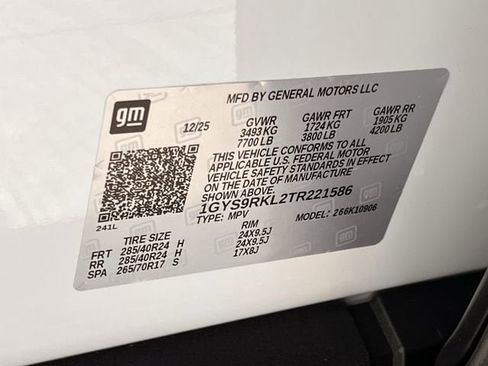 gm
MFD BY GENERAL MOTORS LLC
12/25 GVWR GAWR FRT GAWR RR
3493 KG 1724 KG 1905 KG
7700 LB 3800 LB 4200 LB
THIS VEHICLE CONFORMS TO ALL
APPLICABLE U.S. FEDERAL MOTOR
VEHICLE SAFETY STANDARDS IN EFFECT
ON THE DATE OF MANUFACTURE
1GYS9RKL2TR221586
TYPE: MPV MODEL: 266K10906
241L
TIRE SIZE RIM
FRT 285/40R24 H 24X9.5J
RR 285/40R24 H 24X9.5J
SPA 265/70R17 S 17X8J